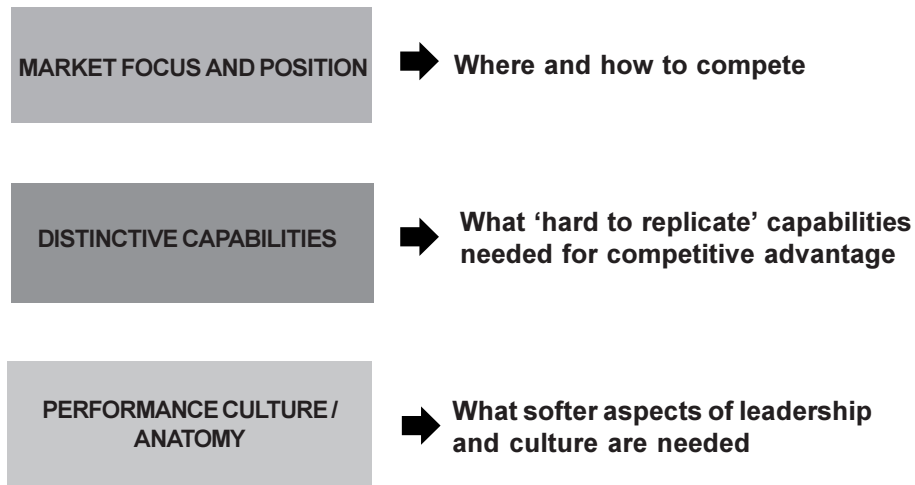 MARKET FOCUS AND POSITION
Where and how to compete
DISTINCTIVE CAPABILITIES
What ‘hard to replicate’ capabilities
needed for competitive advantage
PERFORMANCE CULTURE /
ANATOMY
What softer aspects of leadership
and culture are needed